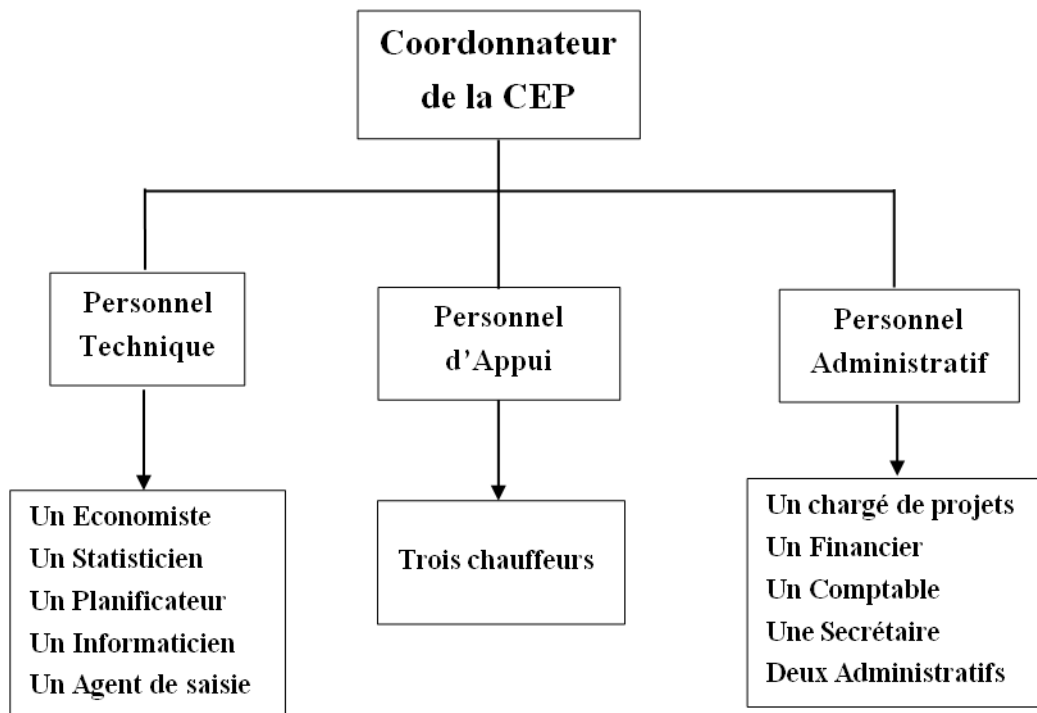 Coordonnateur
de la CEP
Personnel
Technique
Personnel
d'Appui
Personnel
Administratif
Un Economiste
Un Statisticien
Un Planificateur
Un Informaticien
Un Agent de saisie
Trois chauffeurs
Un chargé de projets
Un Financier
Un Comptable
Une Secrétaire
Deux Administratifs